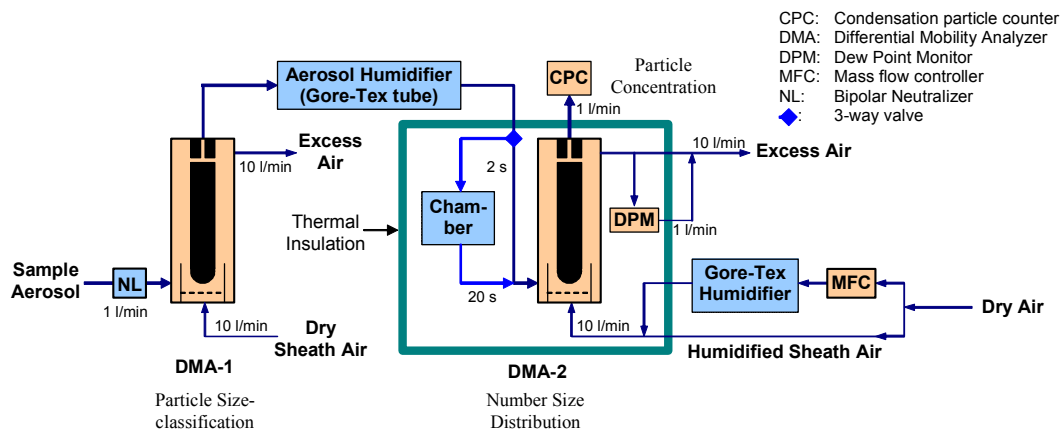 CPC: Condensation particle counter
DMA: Differential Mobility Analyzer
DPM: Dew Point Monitor
MFC: Mass flow controller
NL: Bipolar Neutralizer
: 3-way valve
Aerosol Humidifier
(Gore-Tex tube)
CPC
Particle
Concentration
1 l/min
Excess
Air
10 l/min
2 s
10 l/min
Excess Air
Cham-
ber
DPM
1 l/min
Thermal
Insulation
Sample
Aerosol
NL
1 l/min
20 s
Gore-Tex
Humidifier
MFC
Dry Air
10 l/min
Dry
Sheath Air
10 l/min
Humidified Sheath Air
DMA-1
DMA-2
Particle Size-
classification
Number Size
Distribution